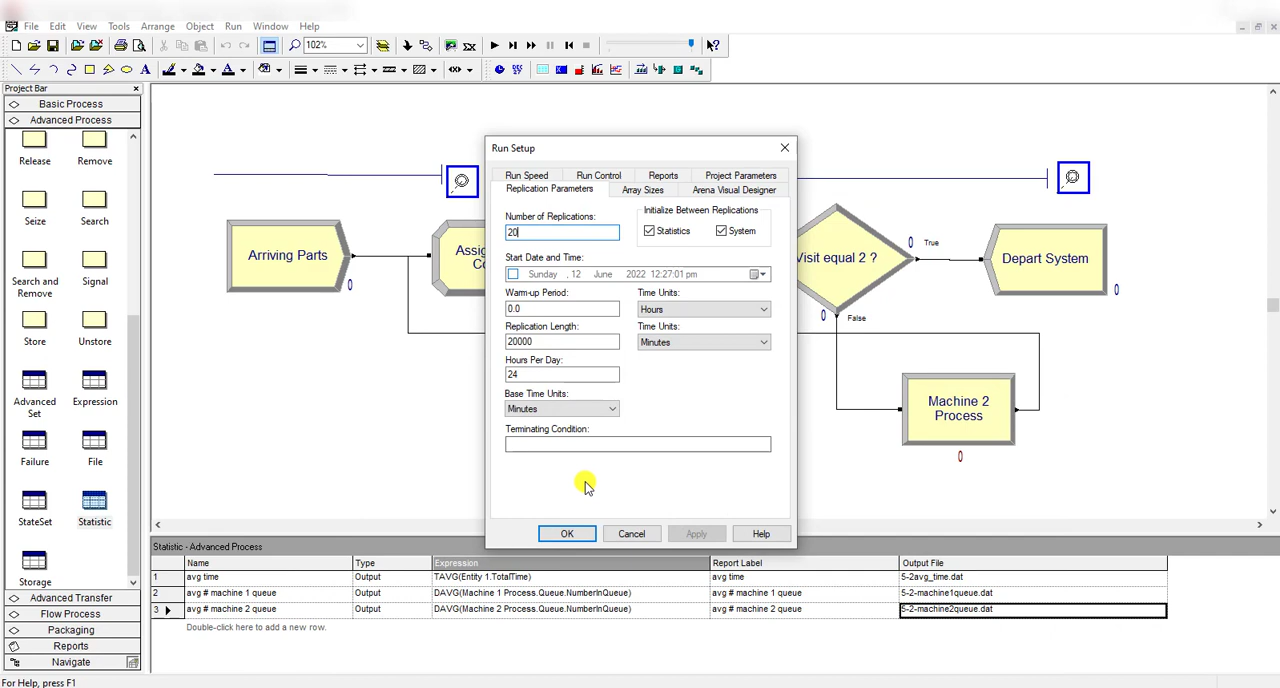 File Edit View Tools Arrange Object Run Window Help
102%
Project Bar
Basic Process
Advanced Process
Release Remove
Seize Search
Search and Remove Signal
Store Unstore
Advanced Set Expression
Failure File
StateSet Statistic
Storage
Advanced Transfer
Flow Process
Packaging
Reports
Navigate
Arriving Parts
0
Assig
Co
Visit equal 2 ?
0
True
0
False
Depart System
0
Machine 2
Process
0
Run Setup
Run Speed Run Control Reports Project Parameters
Replication Parameters Array Sizes Arena Visual Designer
Number of Replications:
20
Initialize Between Replications
Statistics System
Start Date and Time:
Sunday , 12 June 2022 12:27:01 pm
Warm-up Period: Time Units:
0.0 Hours
Replication Length: Time Units:
20000 Minutes
Hours Per Day:
24
Base Time Units:
Minutes
Terminating Condition:
OK Cancel Apply Help
Statistic - Advanced Process
Name Type Expression Report Label Output File
1 avg time Output TAVG(Entity 1.TotalTime) avg time 5-2avg_time.dat
2 avg # machine 1 queue Output DAVG(Machine 1 Process.Queue.NumberInQueue) avg # machine 1 queue 5-2-machine1queue.dat
3 avg # machine 2 queue Output DAVG(Machine 2 Process.Queue.NumberInQueue) avg # machine 2 queue 5-2-machine2queue.dat
Double-click here to add a new row.
For Help, press F1